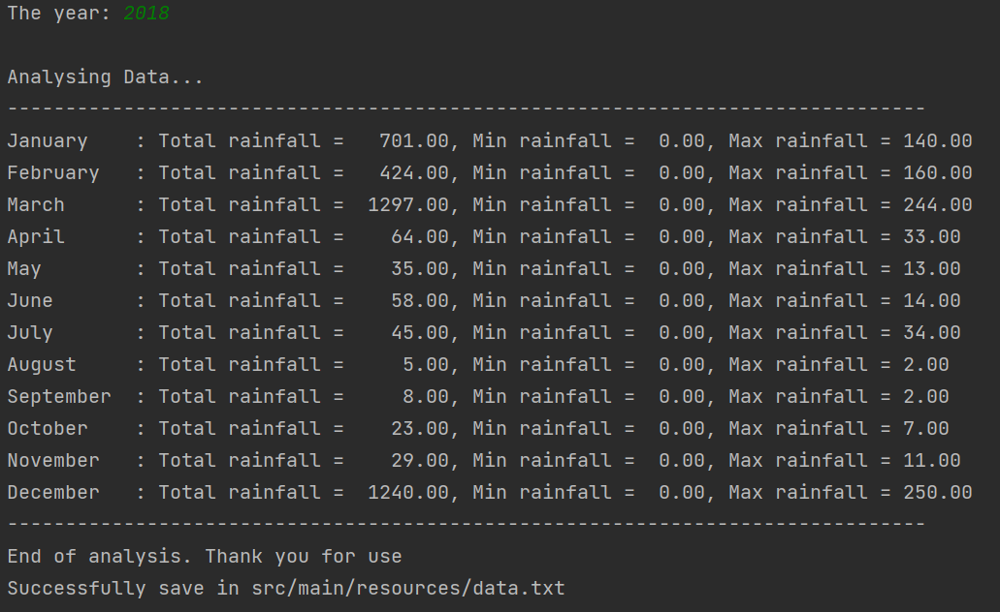 The year: 2018
Analysing Data...
-------------------------------------------------------------------------------
January    : Total rainfall =   701.00, Min rainfall =  0.00, Max rainfall = 140.00
February   : Total rainfall =   424.00, Min rainfall =  0.00, Max rainfall = 160.00
March      : Total rainfall =  1297.00, Min rainfall =  0.00, Max rainfall = 244.00
April      : Total rainfall =    64.00, Min rainfall =  0.00, Max rainfall = 33.00
May        : Total rainfall =    35.00, Min rainfall =  0.00, Max rainfall = 13.00
June       : Total rainfall =    58.00, Min rainfall =  0.00, Max rainfall = 14.00
July       : Total rainfall =    45.00, Min rainfall =  0.00, Max rainfall = 34.00
August     : Total rainfall =     5.00, Min rainfall =  0.00, Max rainfall = 2.00
September  : Total rainfall =     8.00, Min rainfall =  0.00, Max rainfall = 2.00
October    : Total rainfall =    23.00, Min rainfall =  0.00, Max rainfall = 7.00
November   : Total rainfall =    29.00, Min rainfall =  0.00, Max rainfall = 11.00
December   : Total rainfall =  1240.00, Min rainfall =  0.00, Max rainfall = 250.00
-------------------------------------------------------------------------------
End of analysis. Thank you for use
Successfully save in src/main/resources/data.txt